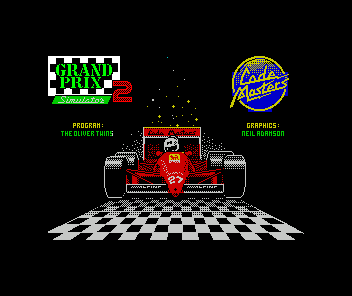 GRAND
PRIX
Simulator 2
Code
Masters
PROGRAM:
THE OLIVER TWINS
GRAPHICS:
NEIL ADAMSON
27